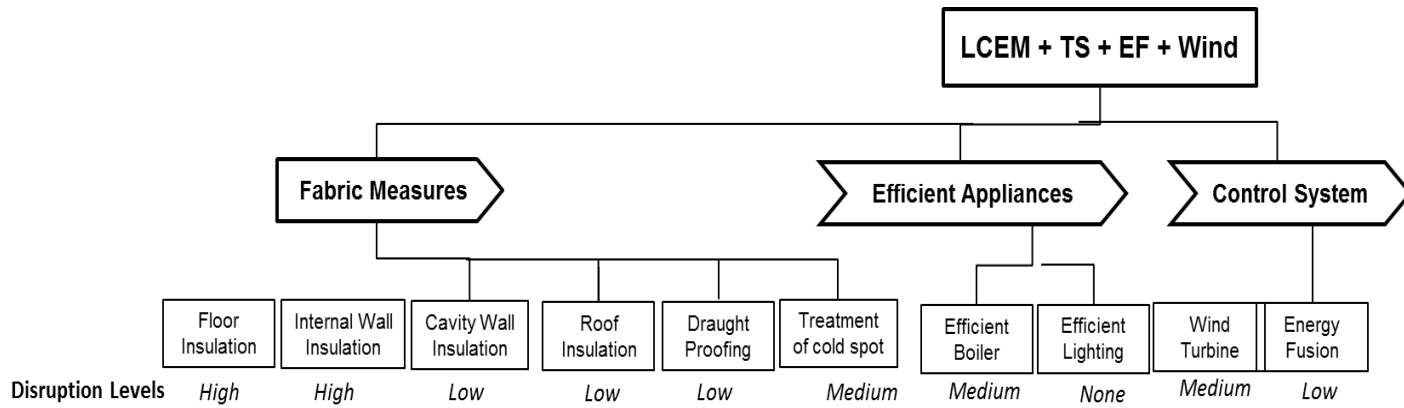 LCEM + TS + EF + Wind
Fabric Measures
Efficient Appliances
Control System
Floor
Insulation
Internal Wall
Insulation
Cavity Wall
Insulation
Roof
Insulation
Draught
Proofing
Treatment
of cold spot
Efficient
Boiler
Efficient
Lighting
Wind
Turbine
Energy
Fusion
Disruption Levels
High
High
Low
Low
Low
Medium
Medium
None
Medium
Low